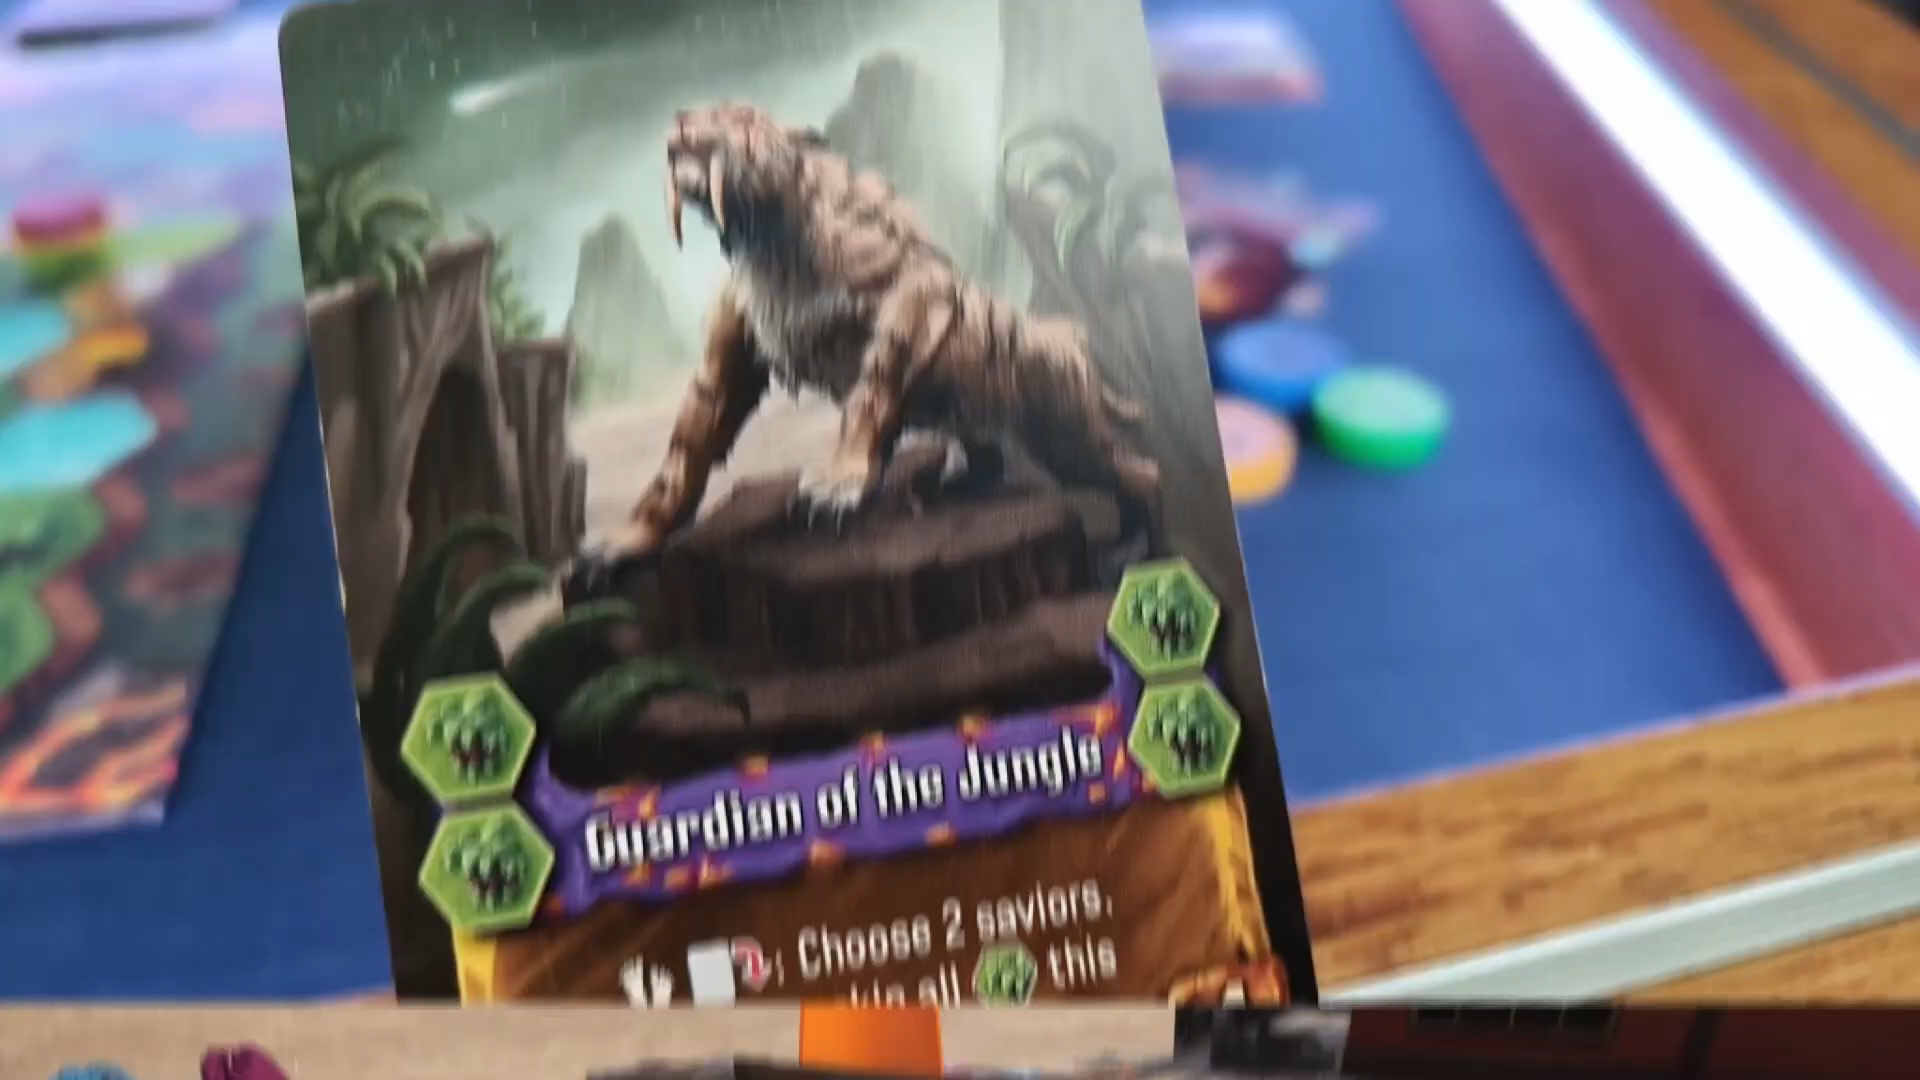 Guardian of the Jungle
: Choose 2 saviors.
all this